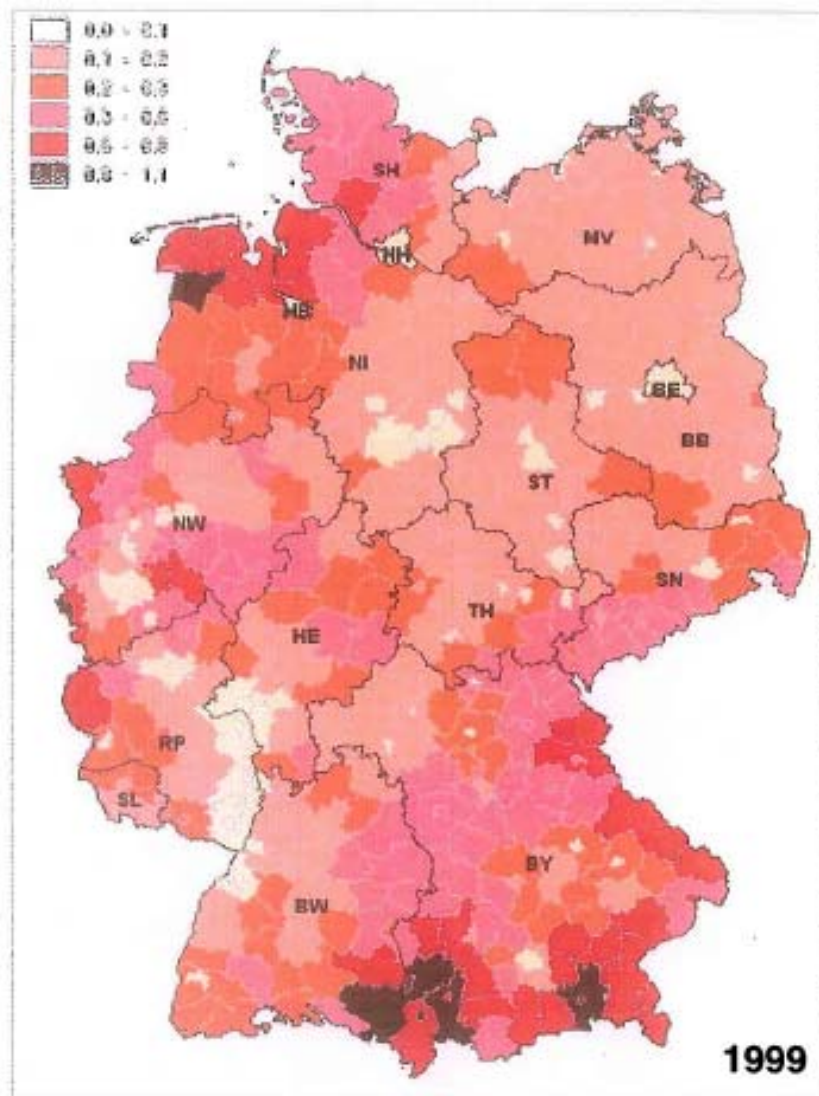 0,0 - 0,1
0,1 - 0,2
0,2 - 0,3
0,3 - 0,5
0,5 - 0,8
0,8 - 1,1
SH
MV
HH
HB
NI
BE
BB
ST
NW
SN
TH
HE
RP
SL
BY
BW
1999